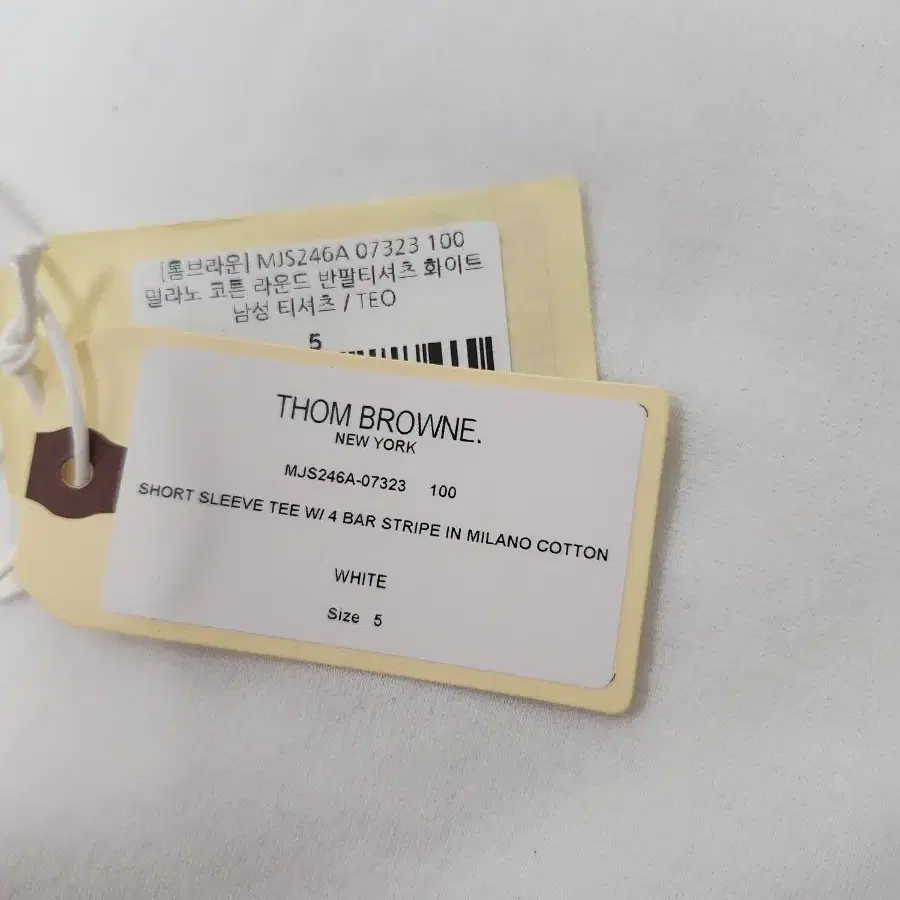 [톰브라운] MJS246A 07323 100
밀라노 코튼 라운드 반팔티셔츠 화이트
남성 티셔츠 / TEO
5
THOM BROWNE.
NEW YORK
MJS246A-07323 100
SHORT SLEEVE TEE W/ 4 BAR STRIPE IN MILANO COTTON
WHITE
Size 5